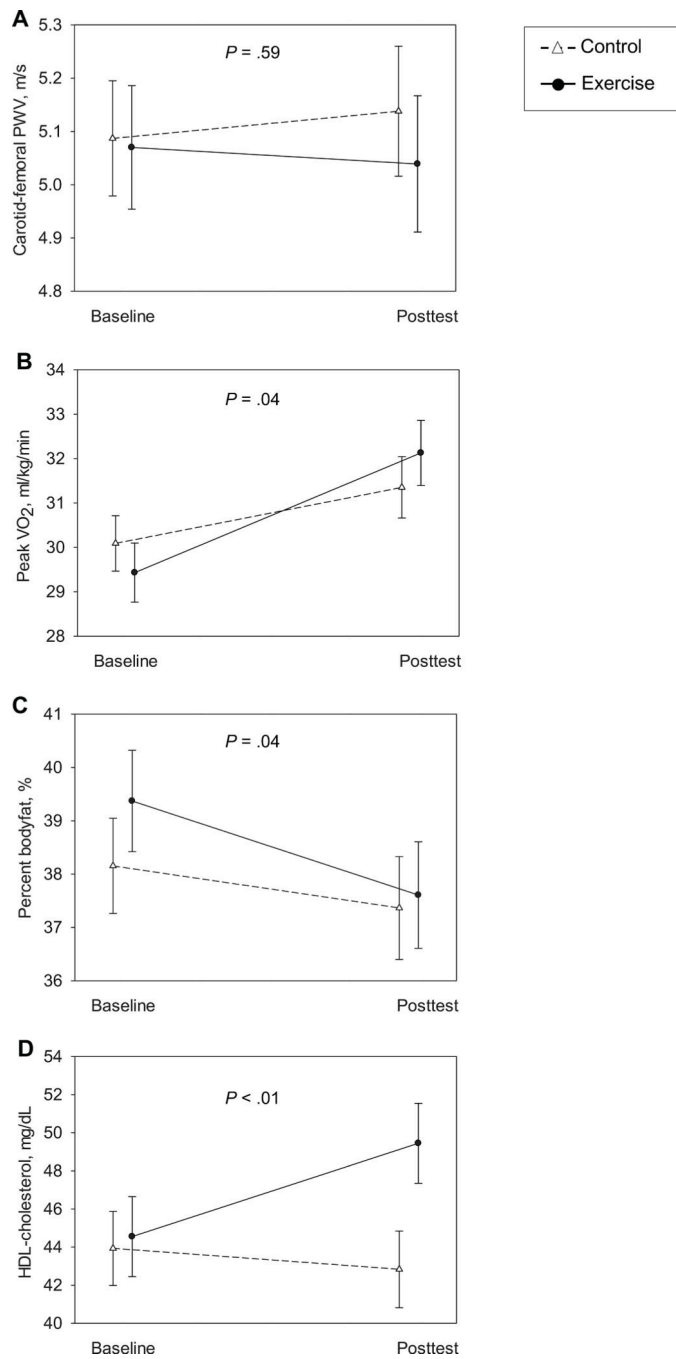 A
Carotid-femoral PWV, m/s
5.3
5.2
5.1
5.0
4.9
4.8
P = .59
Baseline
Posttest
Control
Exercise
B
Peak VO2, ml/kg/min
34
33
32
31
30
29
28
P = .04
Baseline
Posttest
C
Percent bodyfat, %
41
40
39
38
37
36
P = .04
Baseline
Posttest
D
HDL-cholesterol, mg/dL
54
52
50
48
46
44
42
40
P < .01
Baseline
Posttest